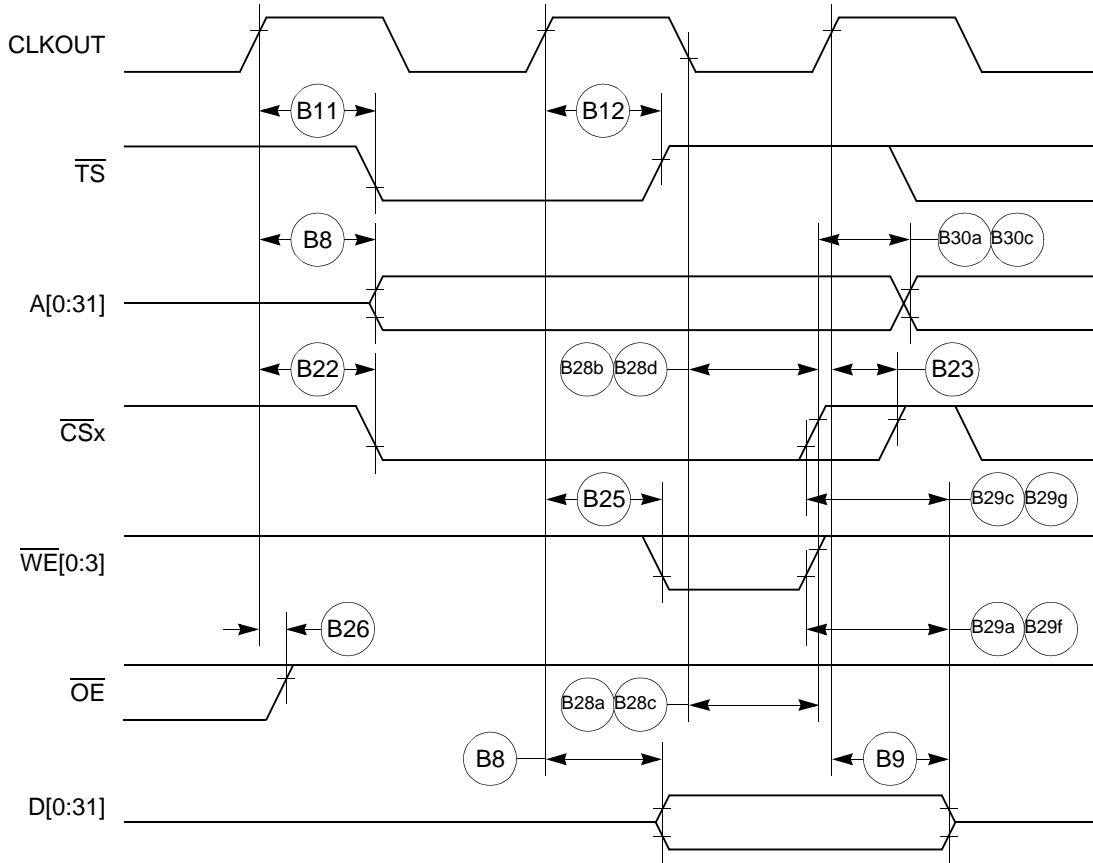 CLKOUT
B11 B12
TS
B8 B30a B30c
A[0:31]
B22 B28b B28d B23
CSx
B25 B29c B29g
WE[0:3]
B26 B29a B29f
OE
B28a B28c
B8 B9
D[0:31]